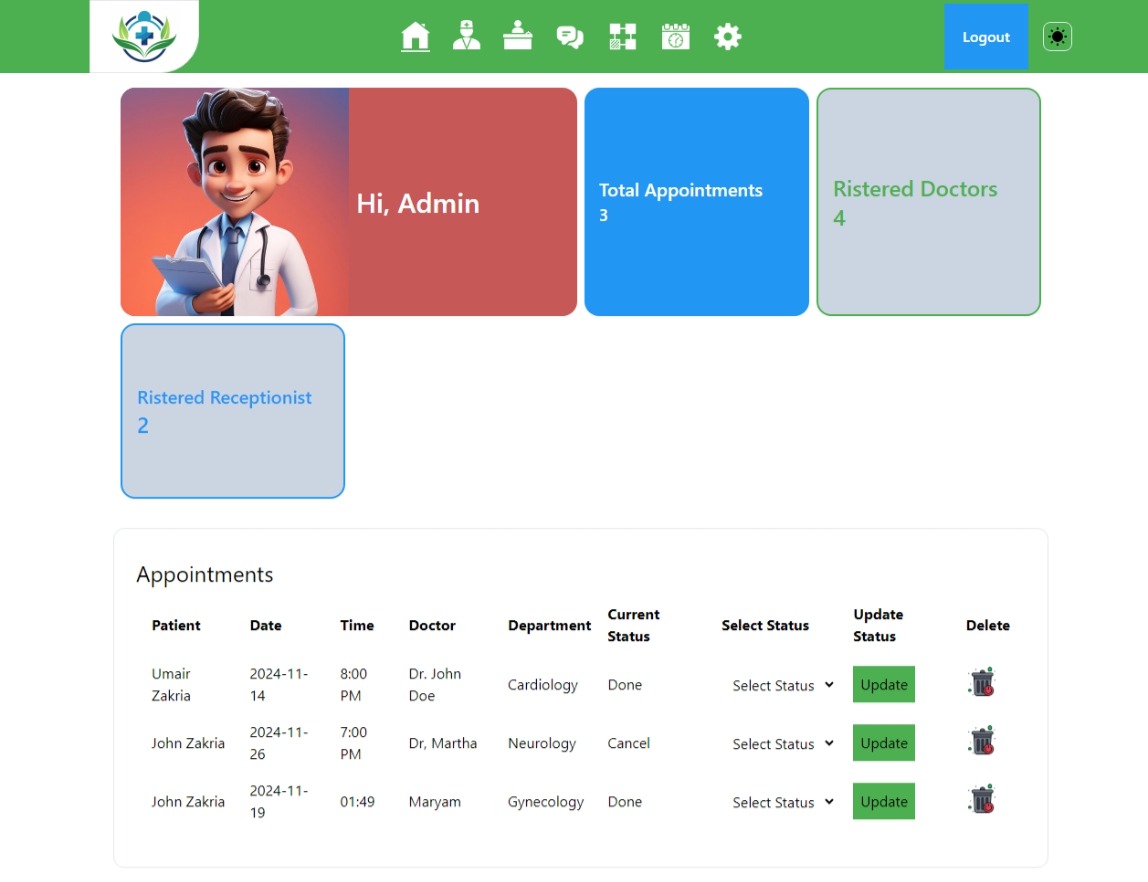 Logout
Hi, Admin
Total Appointments
3
Ristered Doctors
4
Ristered Receptionist
2
Appointments
Patient Date Time Doctor Department Current Status Select Status Update Status Delete
Umair Zakria 2024-11-14 8:00 PM Dr. John Doe Cardiology Done Select Status Update
John Zakria 2024-11-26 7:00 PM Dr, Martha Neurology Cancel Select Status Update
John Zakria 2024-11-19 01:49 Maryam Gynecology Done Select Status Update